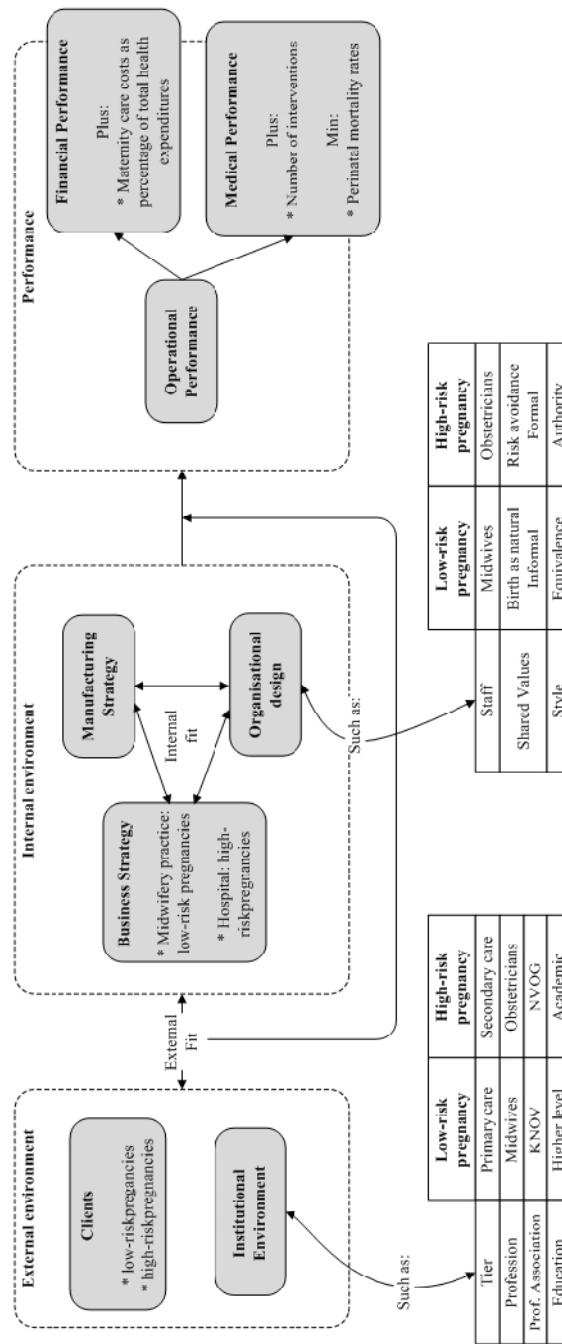 External environment
Clients
* low-riskpregancies
* high-riskpregnancies
Institutional
Environment
Such as:
External
Fit
Internal environment
Business Strategy
* Midwifery practice:
low-risk pregnancies
* Hospital: high-
riskpregnancies
Manufacturing
Strategy
Internal
fit
Organisational
design
Such as:
Performance
Operational
Performance
Financial Performance
Plus:
* Maternity care costs as
percentage of total health
expenditures
Medical Performance
Plus:
* Number of interventions
Min:
* Perinatal mortality rates
Low-risk
pregnancy
High-risk
pregnancy
Tier Primary care Secondary care
Profession Midwives Obstetricians
Prof. Association KNOV NVOG
Education Higher level Academic
Low-risk
pregnancy
High-risk
pregnancy
Staff Midwives Obstetricians
Shared Values Birth as natural Risk avoidance
Informal Formal
Style Equivalence Authority